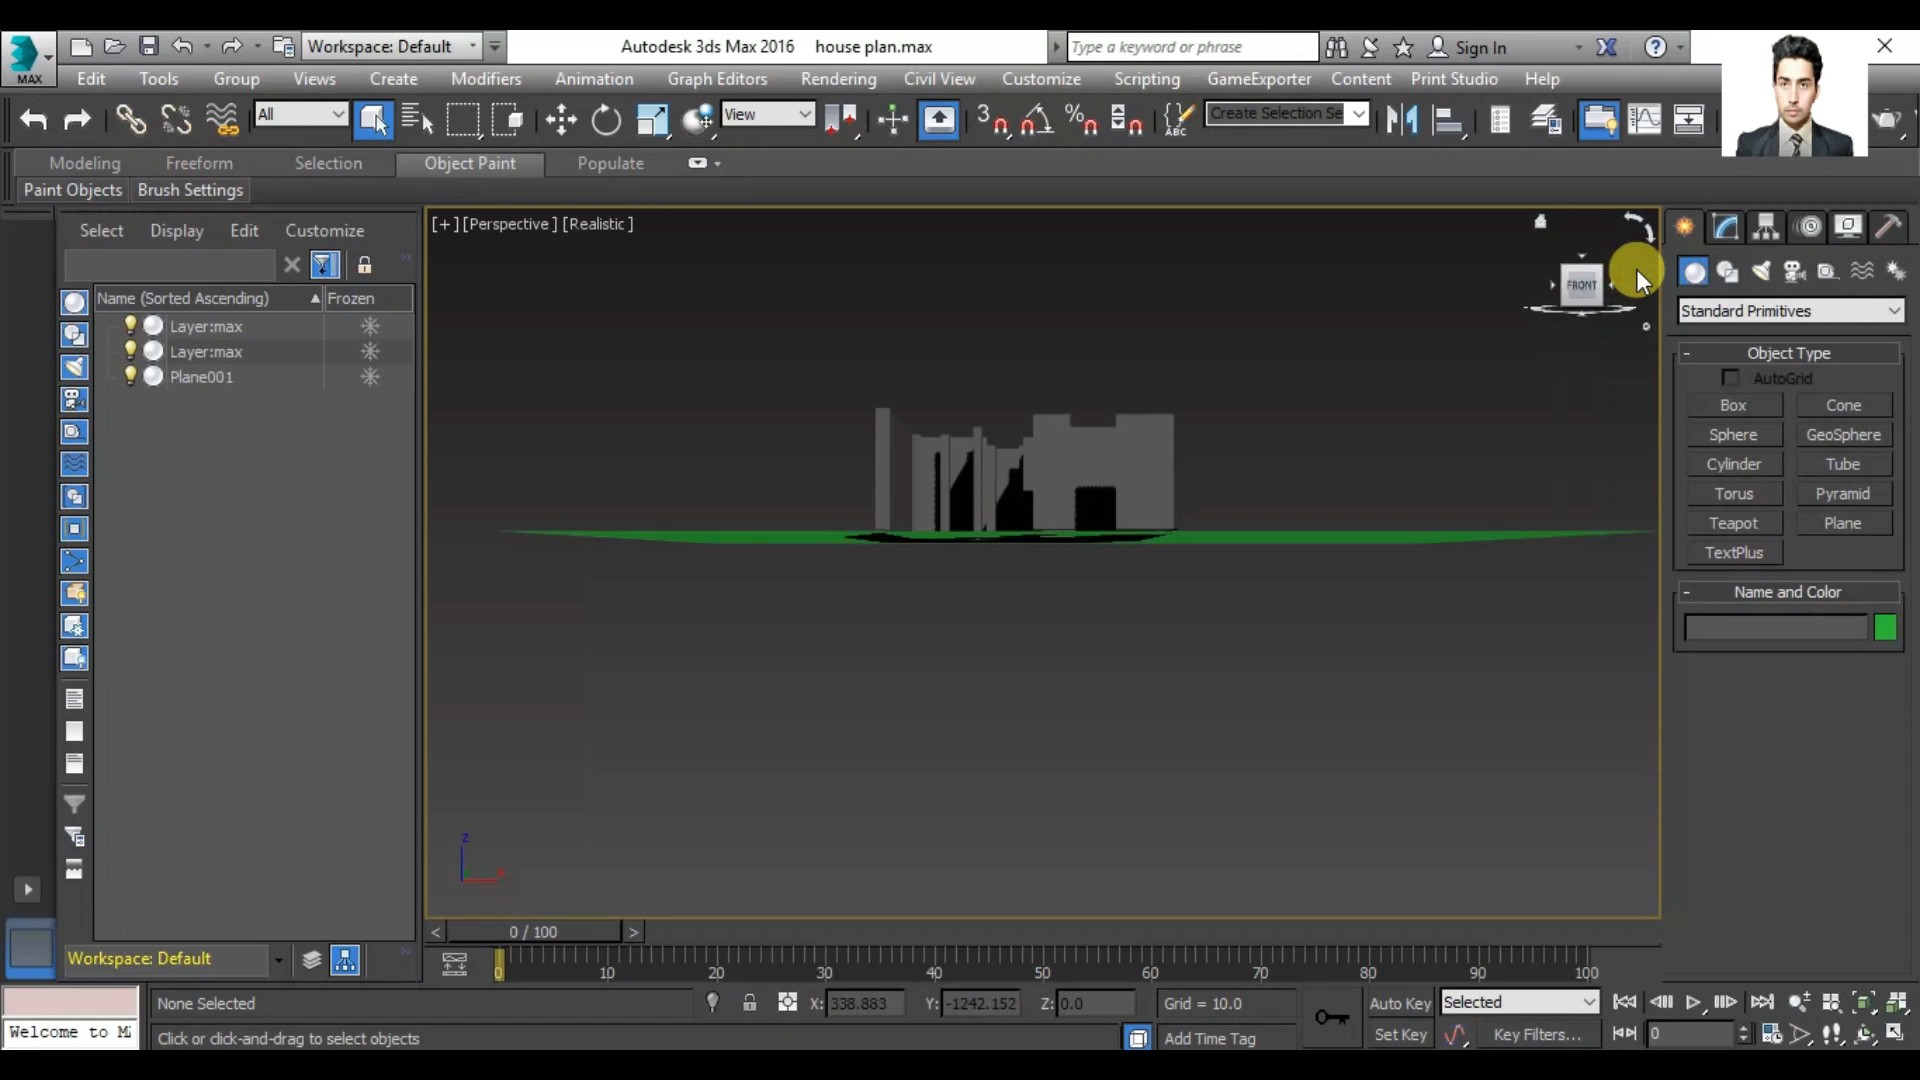 Workspace: Default
Autodesk 3ds Max 2016 house plan.max
Type a keyword or phrase
Sign In
MAX
Edit Tools Group Views Create Modifiers Animation Graph Editors Rendering Civil View Customize Scripting GameExporter Content Print Studio Help
All
View
3
ABC
Create Selection Se
Modeling Freeform Selection Object Paint Populate
Paint Objects Brush Settings
Select Display Edit Customize
[+] [Perspective ] [Realistic ]
FRONT
Name (Sorted Ascending) Frozen
Layer:max
Layer:max
Plane001
Standard Primitives
- Object Type
AutoGrid
Box Cone
Sphere GeoSphere
Cylinder Tube
Torus Pyramid
Teapot Plane
TextPlus
- Name and Color
z
0 / 100
Workspace: Default
0 10 20 30 40 50 60 70 80 90 100
None Selected
X: 338.883 Y: -1242.152 Z: 0.0
Grid = 10.0
Auto Key Selected
Welcome to M
Click or click-and-drag to select objects
Add Time Tag
Set Key Key Filters...
0